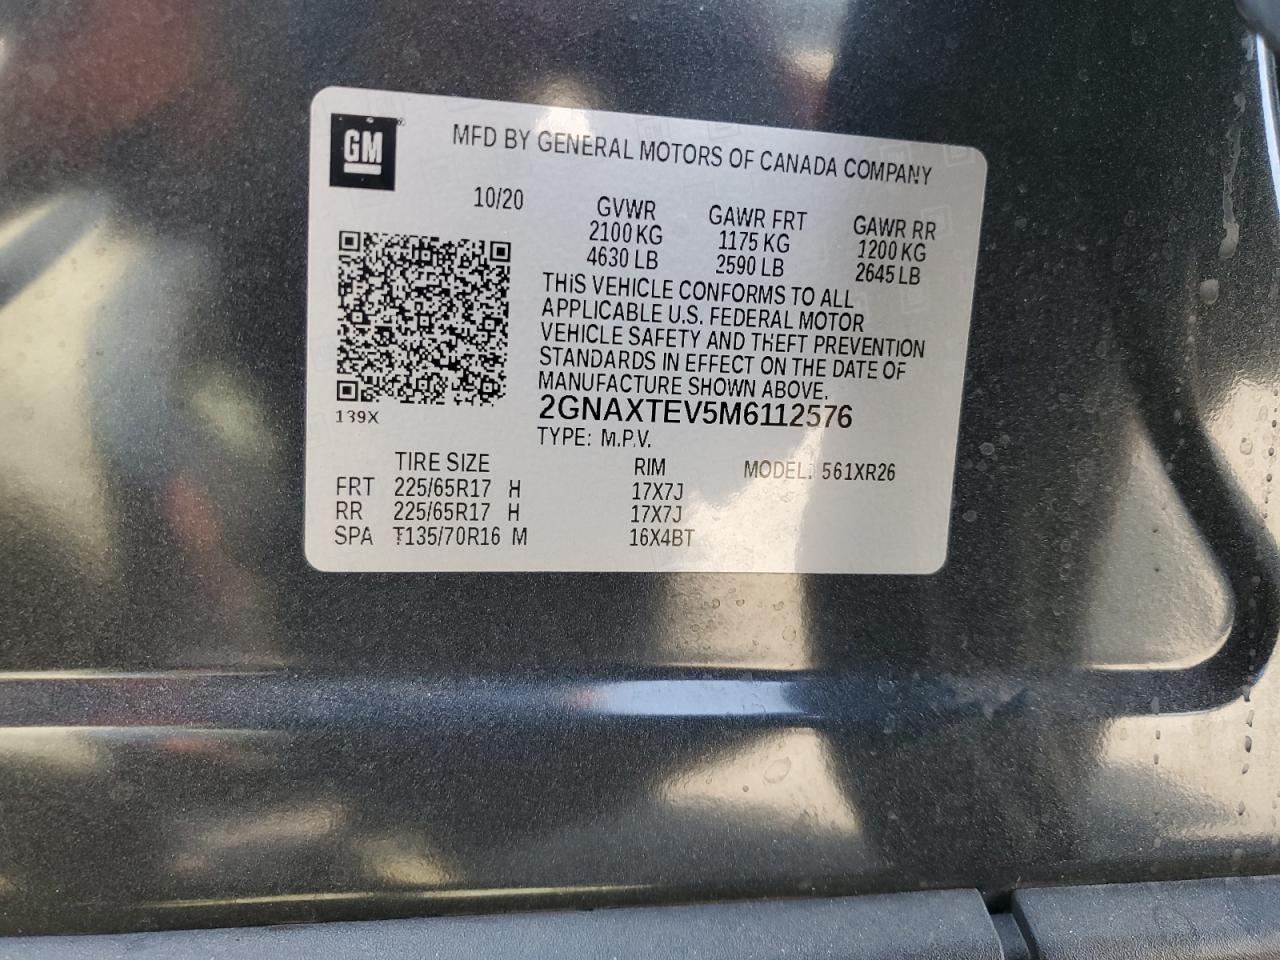 GM
MFD BY GENERAL MOTORS OF CANADA COMPANY
10/20
GVWR GAWR FRT GAWR RR
2100 KG 1175 KG 1200 KG
4630 LB 2590 LB 2645 LB
THIS VEHICLE CONFORMS TO ALL
APPLICABLE U.S. FEDERAL MOTOR
VEHICLE SAFETY AND THEFT PREVENTION
STANDARDS IN EFFECT ON THE DATE OF
MANUFACTURE SHOWN ABOVE.
2GNAXTEV5M6112576
139X
TYPE: M.P.V.
TIRE SIZE RIM MODEL: 561XR26
FRT 225/65R17 H 17X7J
RR 225/65R17 H 17X7J
SPA T135/70R16 M 16X4BT